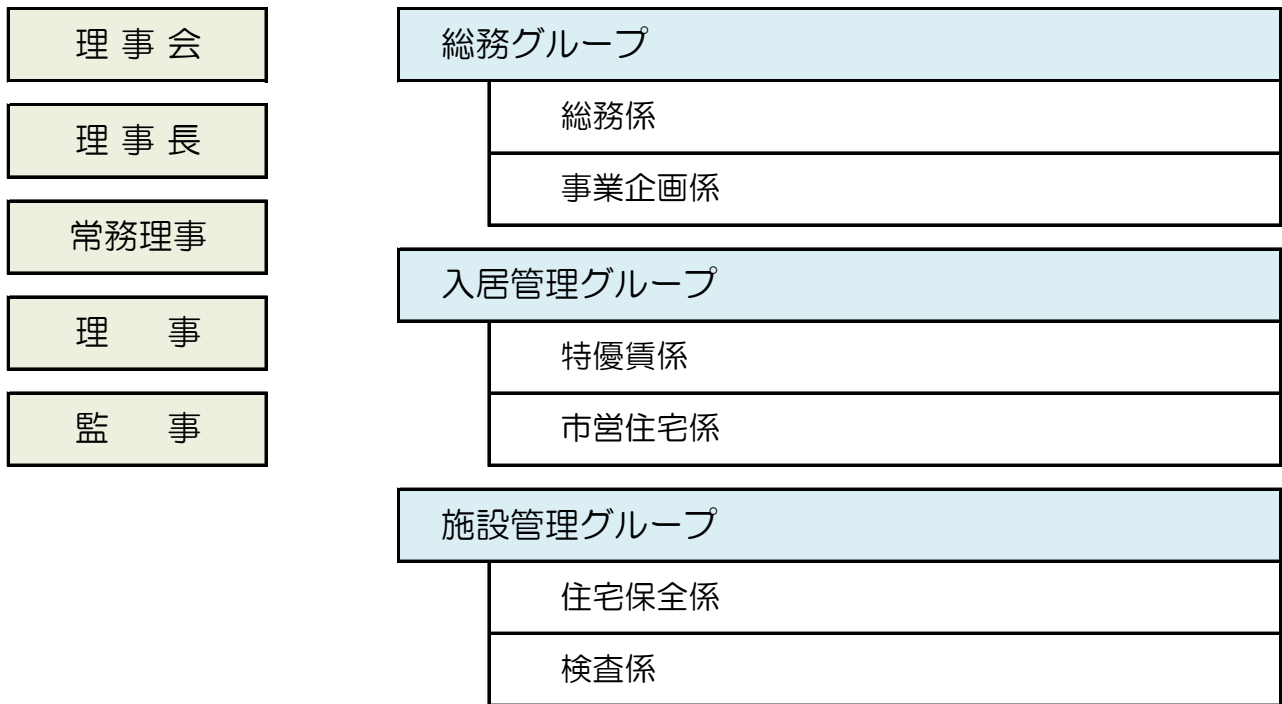 理 事 会
理 事 長
常務理事
理　　事
監　　事
総務グループ
総務係
事業企画係
入居管理グループ
特優賃係
市営住宅係
施設管理グループ
住宅保全係
検査係